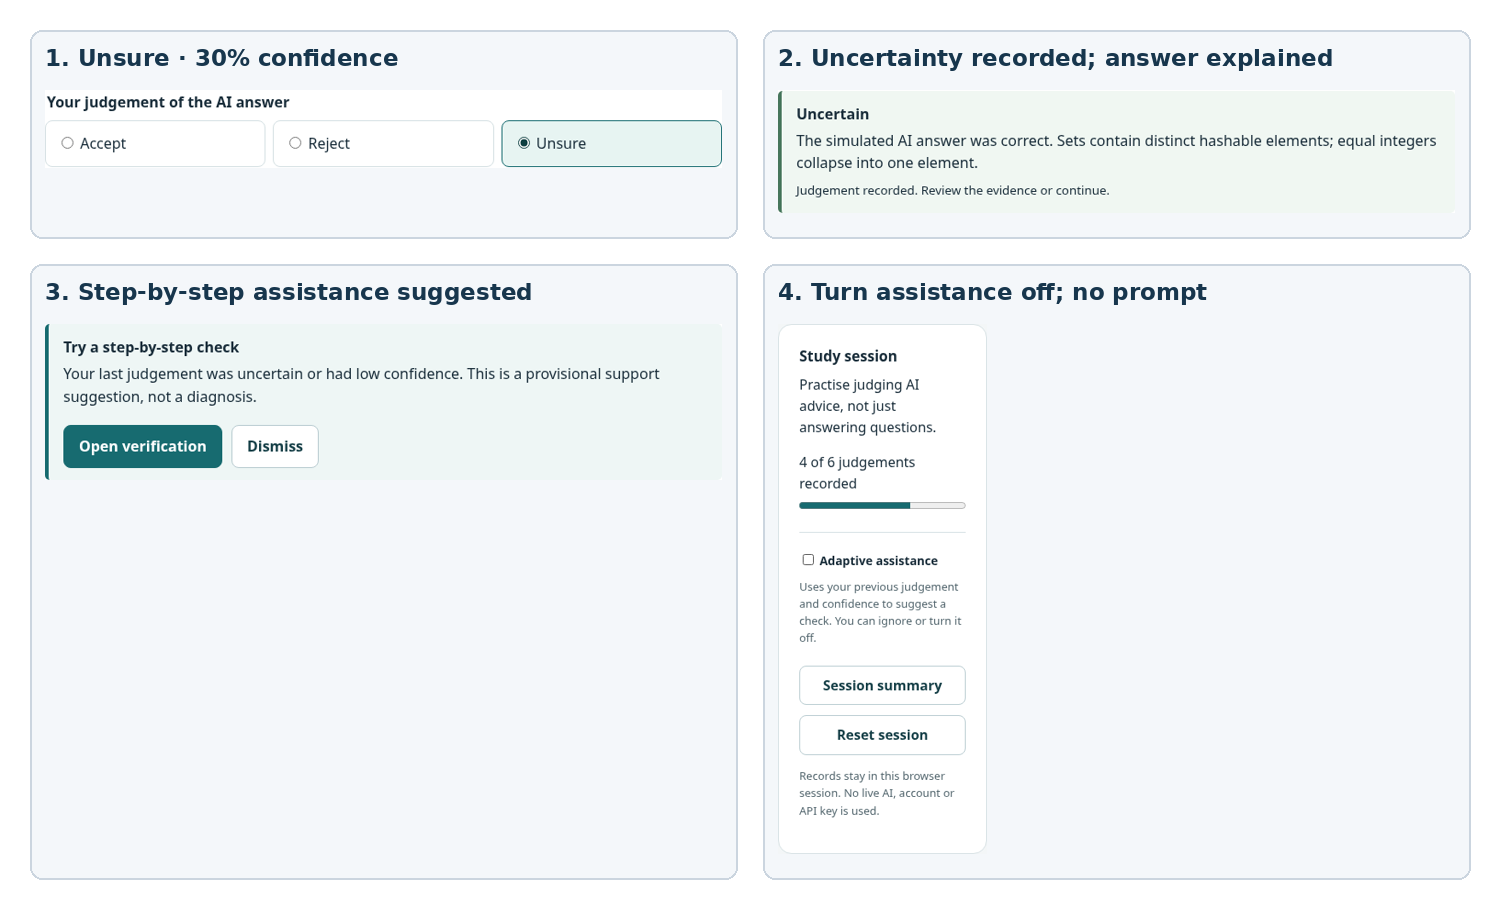 1. Unsure · 30% confidence
Your judgement of the AI answer
Accept
Reject
Unsure
2. Uncertainty recorded; answer explained
Uncertain
The simulated AI answer was correct. Sets contain distinct hashable elements; equal integers
collapse into one element.
Judgement recorded. Review the evidence or continue.
3. Step-by-step assistance suggested
Try a step-by-step check
Your last judgement was uncertain or had low confidence. This is a provisional support
suggestion, not a diagnosis.
Open verification
Dismiss
4. Turn assistance off; no prompt
Study session
Practise judging AI
advice, not just
answering questions.
4 of 6 judgements
recorded
Adaptive assistance
Uses your previous judgement
and confidence to suggest a
check. You can ignore or turn it
off.
Session summary
Reset session
Records stay in this browser
session. No live AI, account or
API key is used.